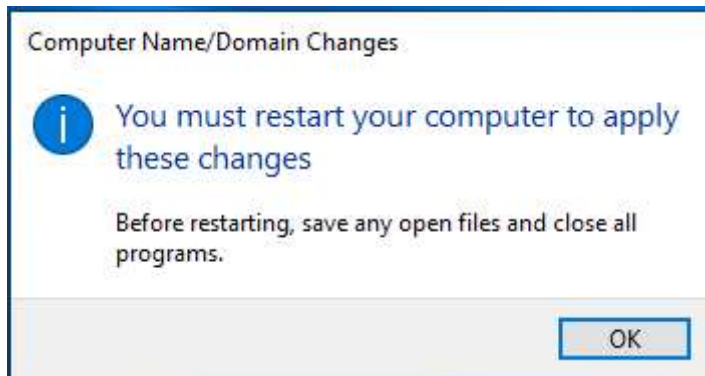 Computer Name/Domain Changes
You must restart your computer to apply
these changes
Before restarting, save any open files and close all
programs.
OK